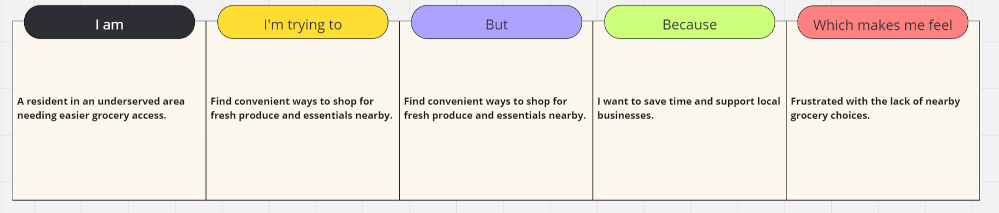 I am
I'm trying to
But
Because
Which makes me feel
A resident in an underserved area
needing easier grocery access.
Find convenient ways to shop for
fresh produce and essentials nearby.
Find convenient ways to shop for
fresh produce and essentials nearby.
I want to save time and support local
businesses.
Frustrated with the lack of nearby
grocery choices.